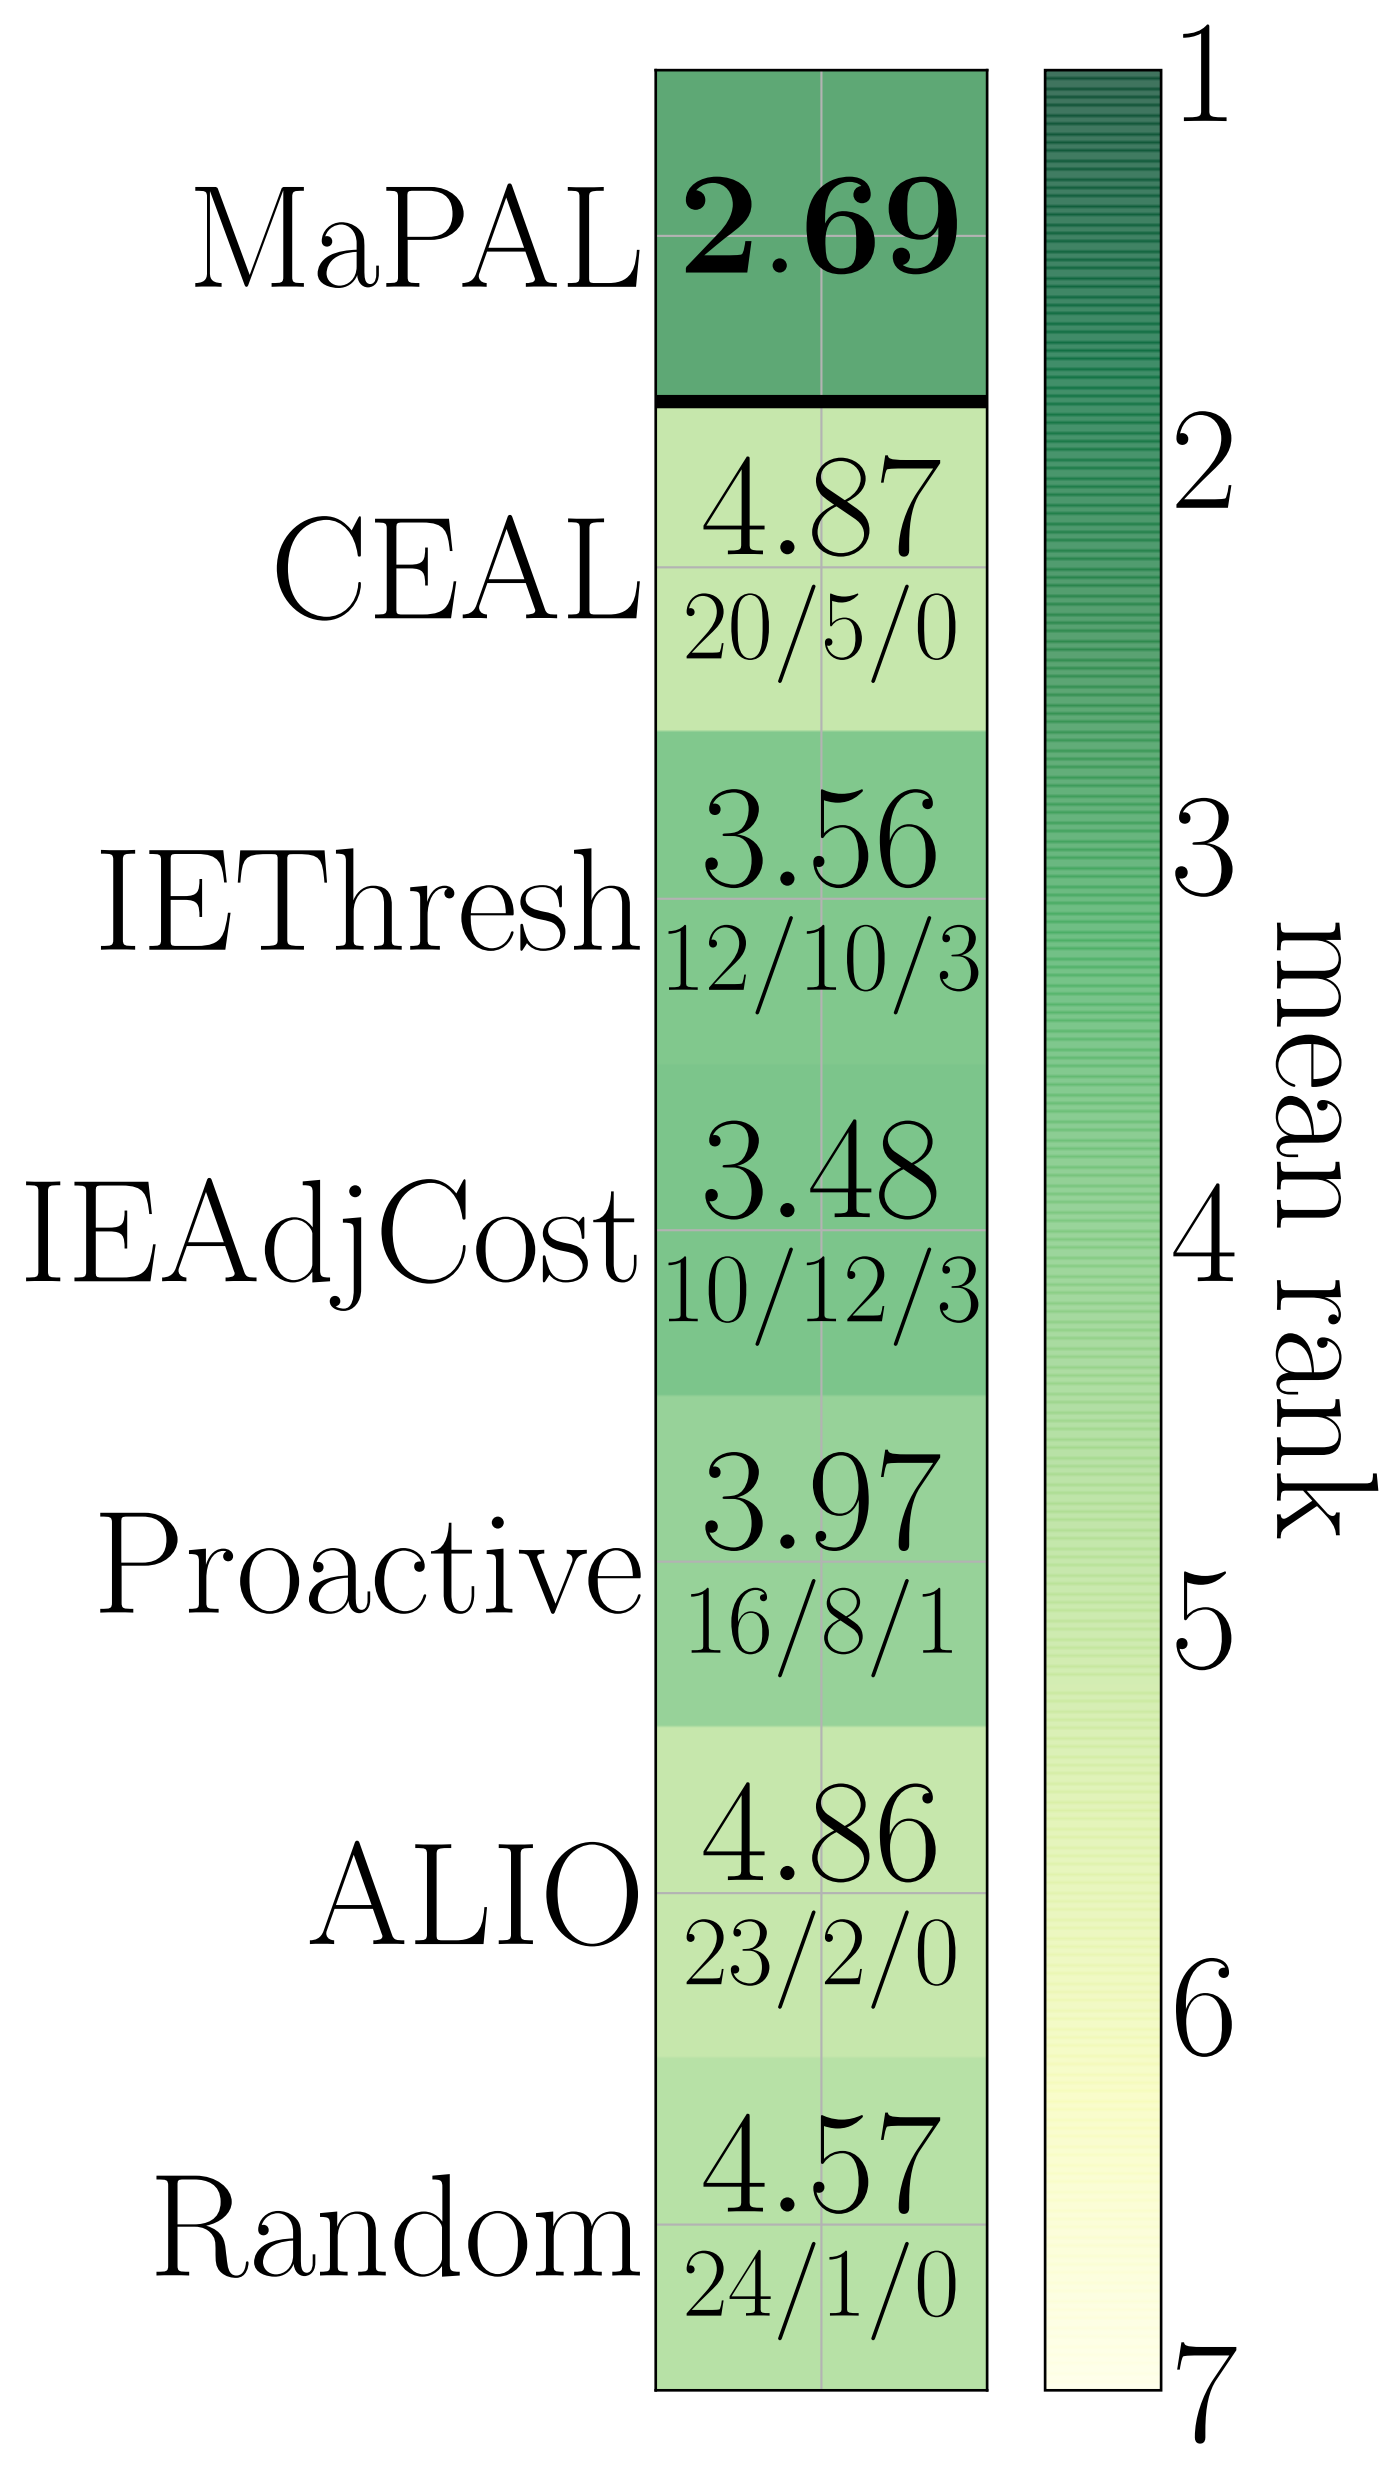 MaPAL 2.69
CEAL 4.87
20/5/0
IEThresh 3.56
12/10/3
IEAdjCost 3.48
10/12/3
Proactive 3.97
16/8/1
ALIO 4.86
23/2/0
Random 4.57
24/1/0
1
2
3
4
5
6
7
mean rank